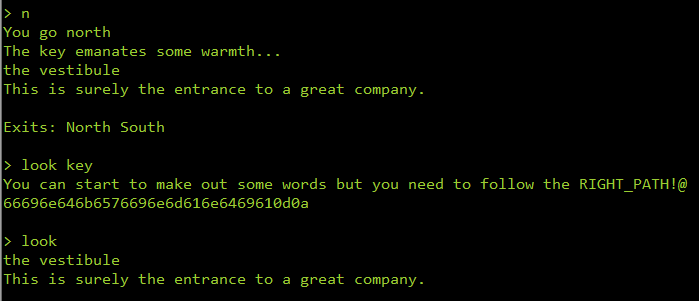 > n
You go north
The key emanates some warmth...
the vestibule
This is surely the entrance to a great company.
Exits: North South
> look key
You can start to make out some words but you need to follow the RIGHT_PATH!@
66696e646b6576696e6d616e6469610d0a
> look
the vestibule
This is surely the entrance to a great company.